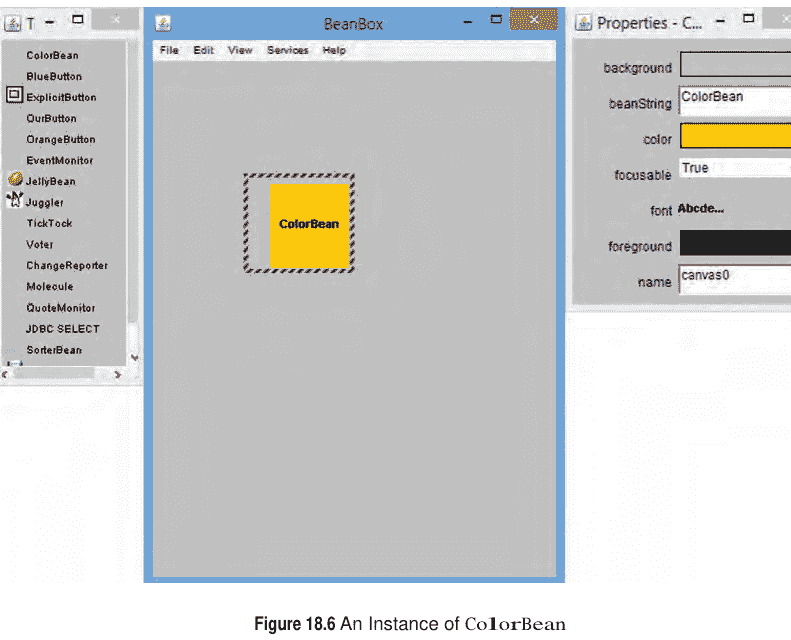 T
ColorBean
BlueButton
ExplicitButton
OurButton
OrangeButton
EventMonitor
JellyBean
Juggler
TickTock
Voter
ChangeReporter
Molecule
QuoteMonitor
JDBC SELECT
SorterBean
BeanBox
File Edit View Services Help
ColorBean
Properties - C...
background
beanString ColorBean
color
focusable True
font Abcde...
foreground
name canvas0
Figure 18.6 An Instance of ColorBean